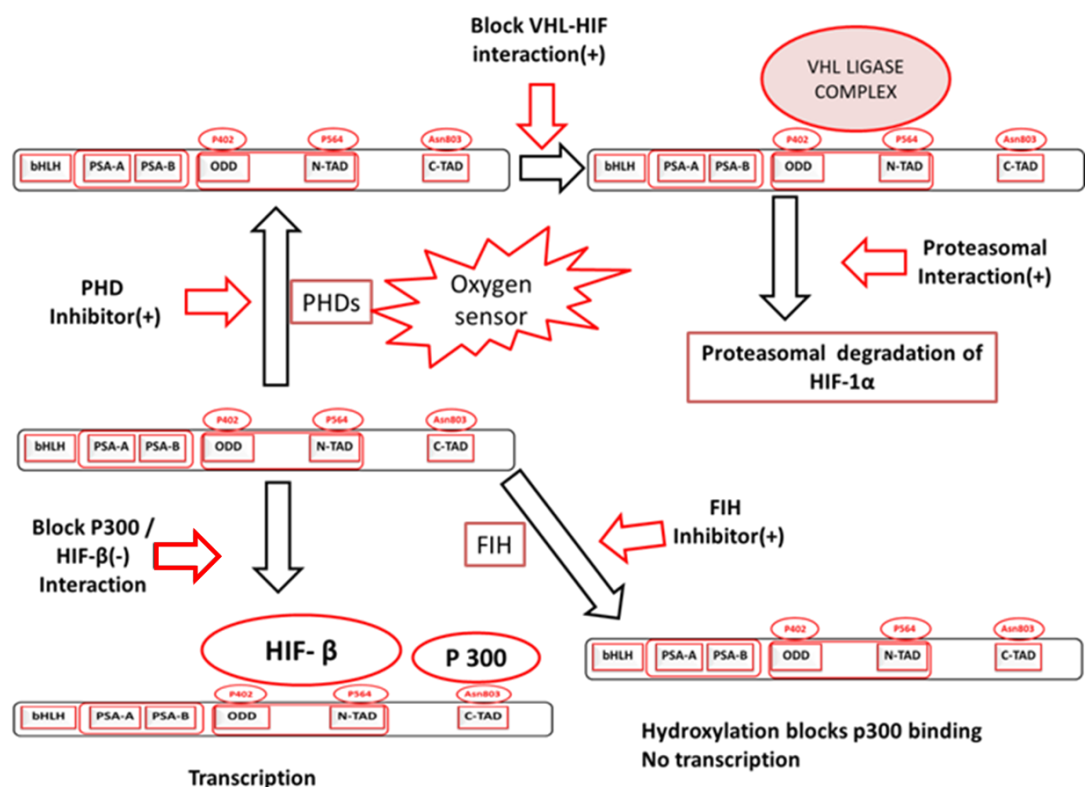 Block VHL-HIF
interaction(+)
VHL LIGASE
COMPLEX
P402 P564 Asn803
bHLH PSA-A PSA-B ODD N-TAD C-TAD
P402 P564 Asn803
bHLH PSA-A PSA-B ODD N-TAD C-TAD
PHD
Inhibitor(+)
PHDs
Oxygen
sensor
Proteasomal
Interaction(+)
Proteasomal degradation of
HIF-1α
P402 P564 Asn803
bHLH PSA-A PSA-B ODD N-TAD C-TAD
Block P300 /
HIF-β(-)
Interaction
FIH
FIH
Inhibitor(+)
HIF- β
P 300
P402 P564 Asn803
bHLH PSA-A PSA-B ODD N-TAD C-TAD
Transcription
P402 P564 Asn803
bHLH PSA-A PSA-B ODD N-TAD C-TAD
Hydroxylation blocks p300 binding
No transcription